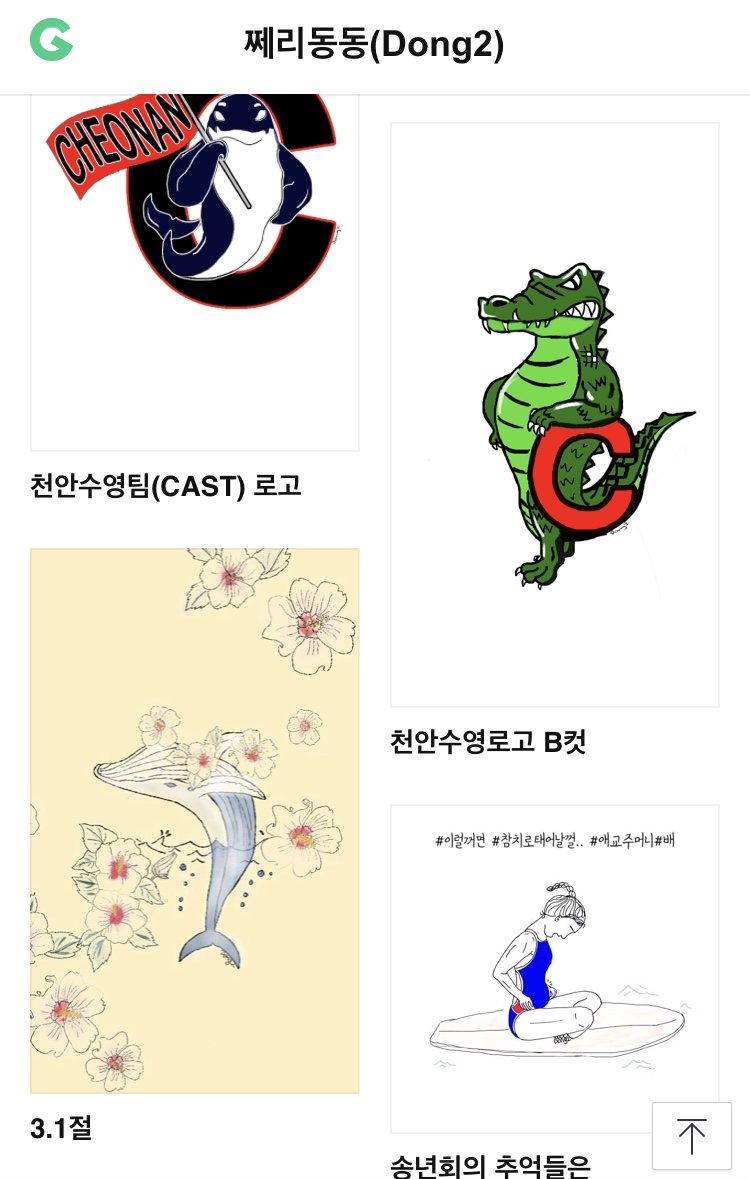 쩨리동동(Dong2)
CHEONAN
천안수영팀(CAST) 로고
C
천안수영로고 B컷
3.1절
#이럴꺼면 #참치로태어날껄.. #애교주머니#배
송년회의 추억들은